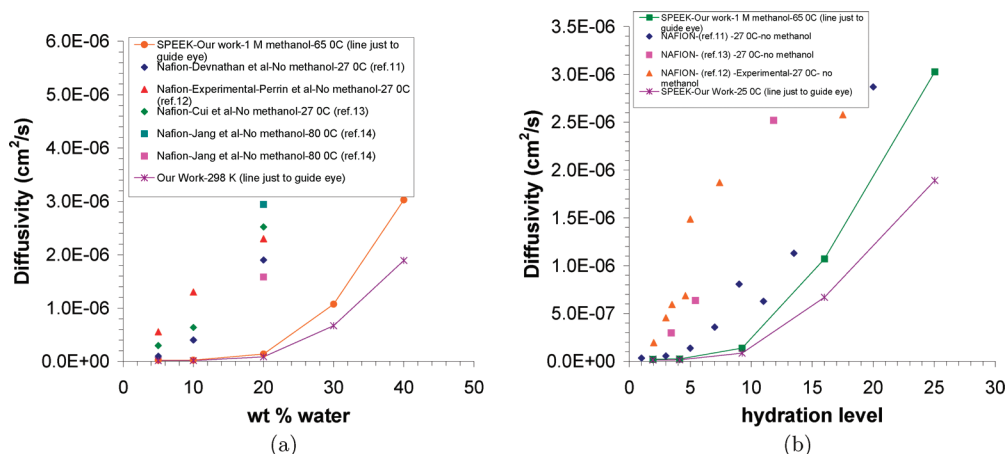 6.0E-06
5.0E-06
4.0E-06
3.0E-06
2.0E-06
1.0E-06
0.0E+00
Diffusivity (cm²/s)
SPEEK-Our work-1 M methanol-65 0C (line just to
guide eye)
Nafion-Devnathan et al-No methanol-27 0C (ref.11)
Nafion-Experimental-Perrin et al-No methanol-27 0C
(ref.12)
Nafion-Cui et al-No methanol-27 0C (ref.13)
Nafion-Jang et al-No methanol-80 0C (ref.14)
Nafion-Jang et al-No methanol-80 0C (ref.14)
Our Work-298 K (line just to guide eye)
0 10 20 30 40 50
wt % water
(a)
3.5E-06
3.0E-06
2.5E-06
2.0E-06
1.5E-06
1.0E-06
5.0E-07
0.0E+00
Diffusivity (cm²/s)
SPEEK-Our work-1 M methanol-65 0C (line just to
guide eye)
NAFION-(ref.11) -27 0C-no methanol
NAFION- (ref.13) -27 0C-no methanol
NAFION- (ref.12) -Experimental-27 0C- no
methanol
SPEEK-Our Work-25 0C (line just to guide eye)
0 5 10 15 20 25 30
hydration level
(b)